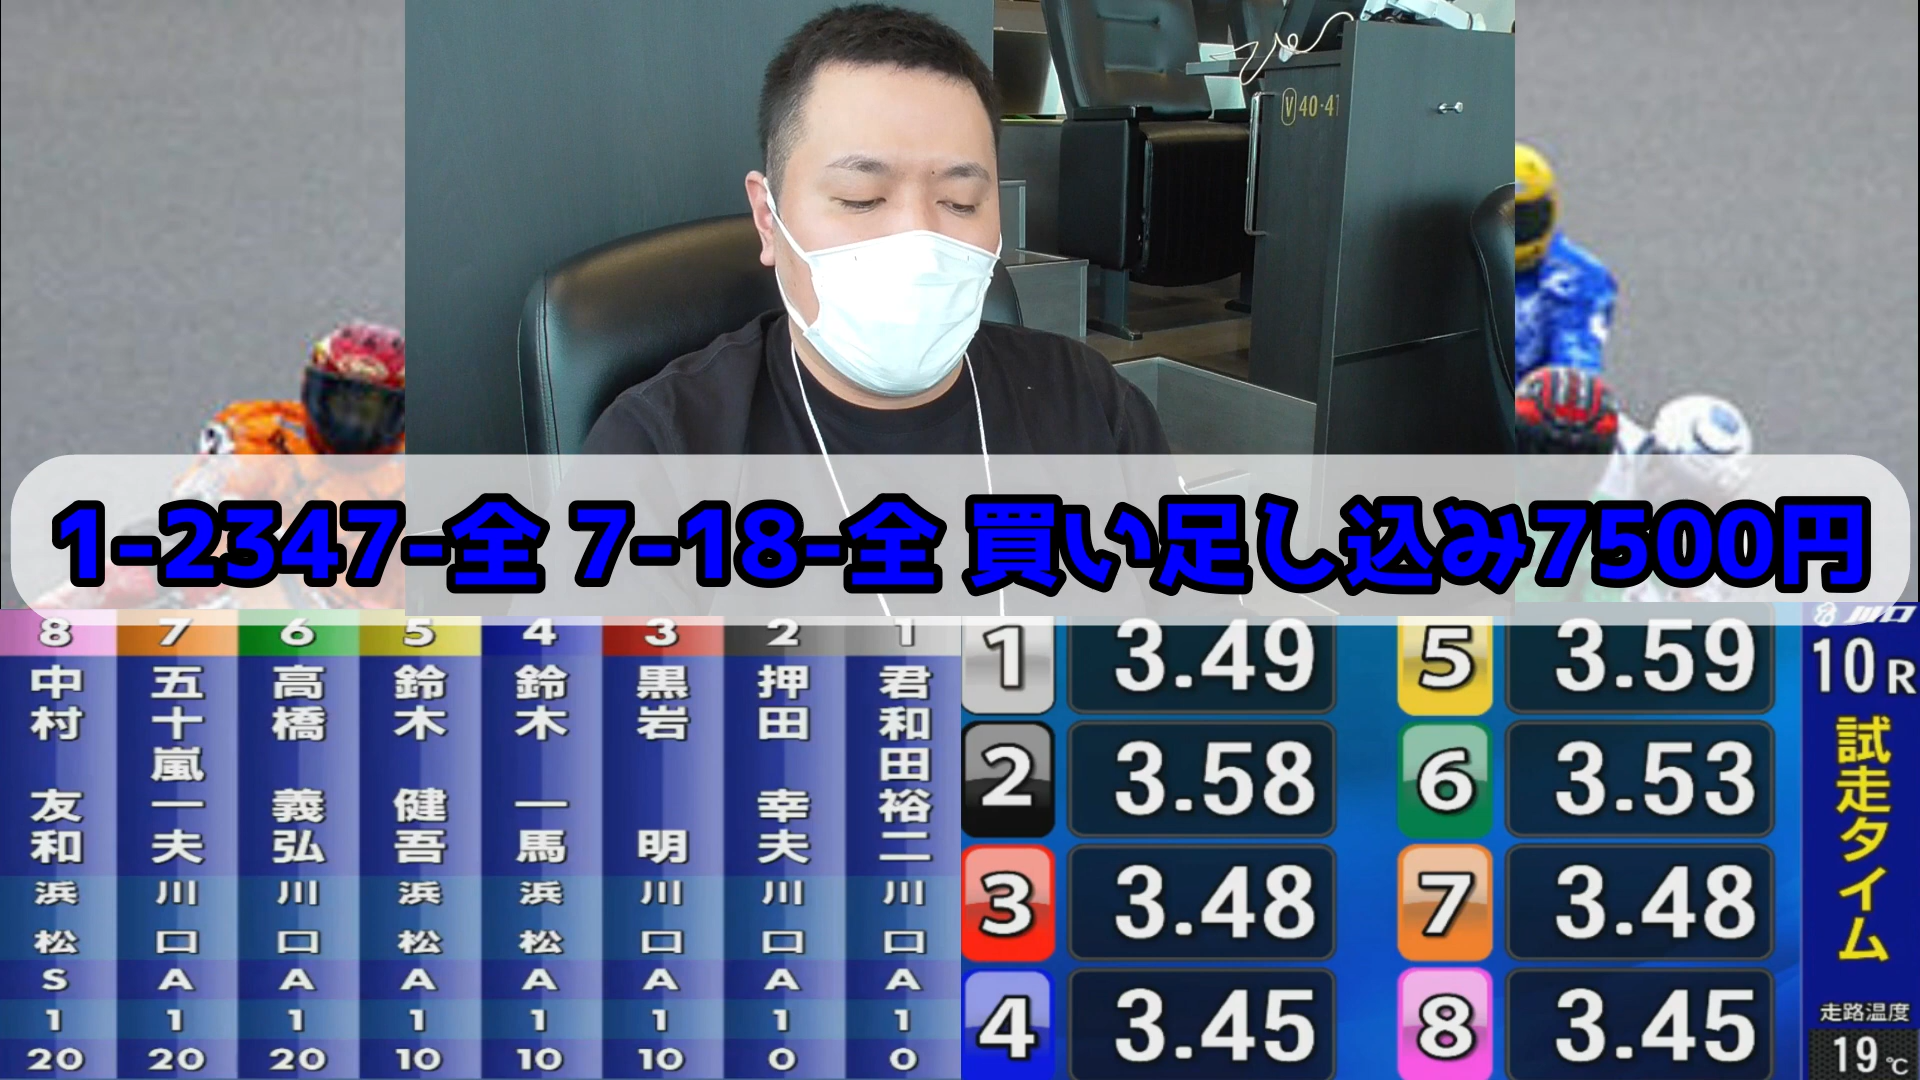 V 40-41
1-2347-全 7-18-全 買い足し込み7500円
8 7 6 5 4 3 2 1
中村 友和 五十嵐一夫 高橋 義弘 鈴木 健吾 鈴木 一馬 黒岩 明 押田 幸夫 君和田裕二
浜松 川口 川口 浜松 浜松 川口 川口 川口
S A A A A A A A
1 1 1 1 1 1 1 1
20 20 20 10 10 10 0 0
1 3.49 5 3.59
2 3.58 6 3.53
3 3.48 7 3.48
4 3.45 8 3.45
川口
10R
試走タイム
走路温度
19℃